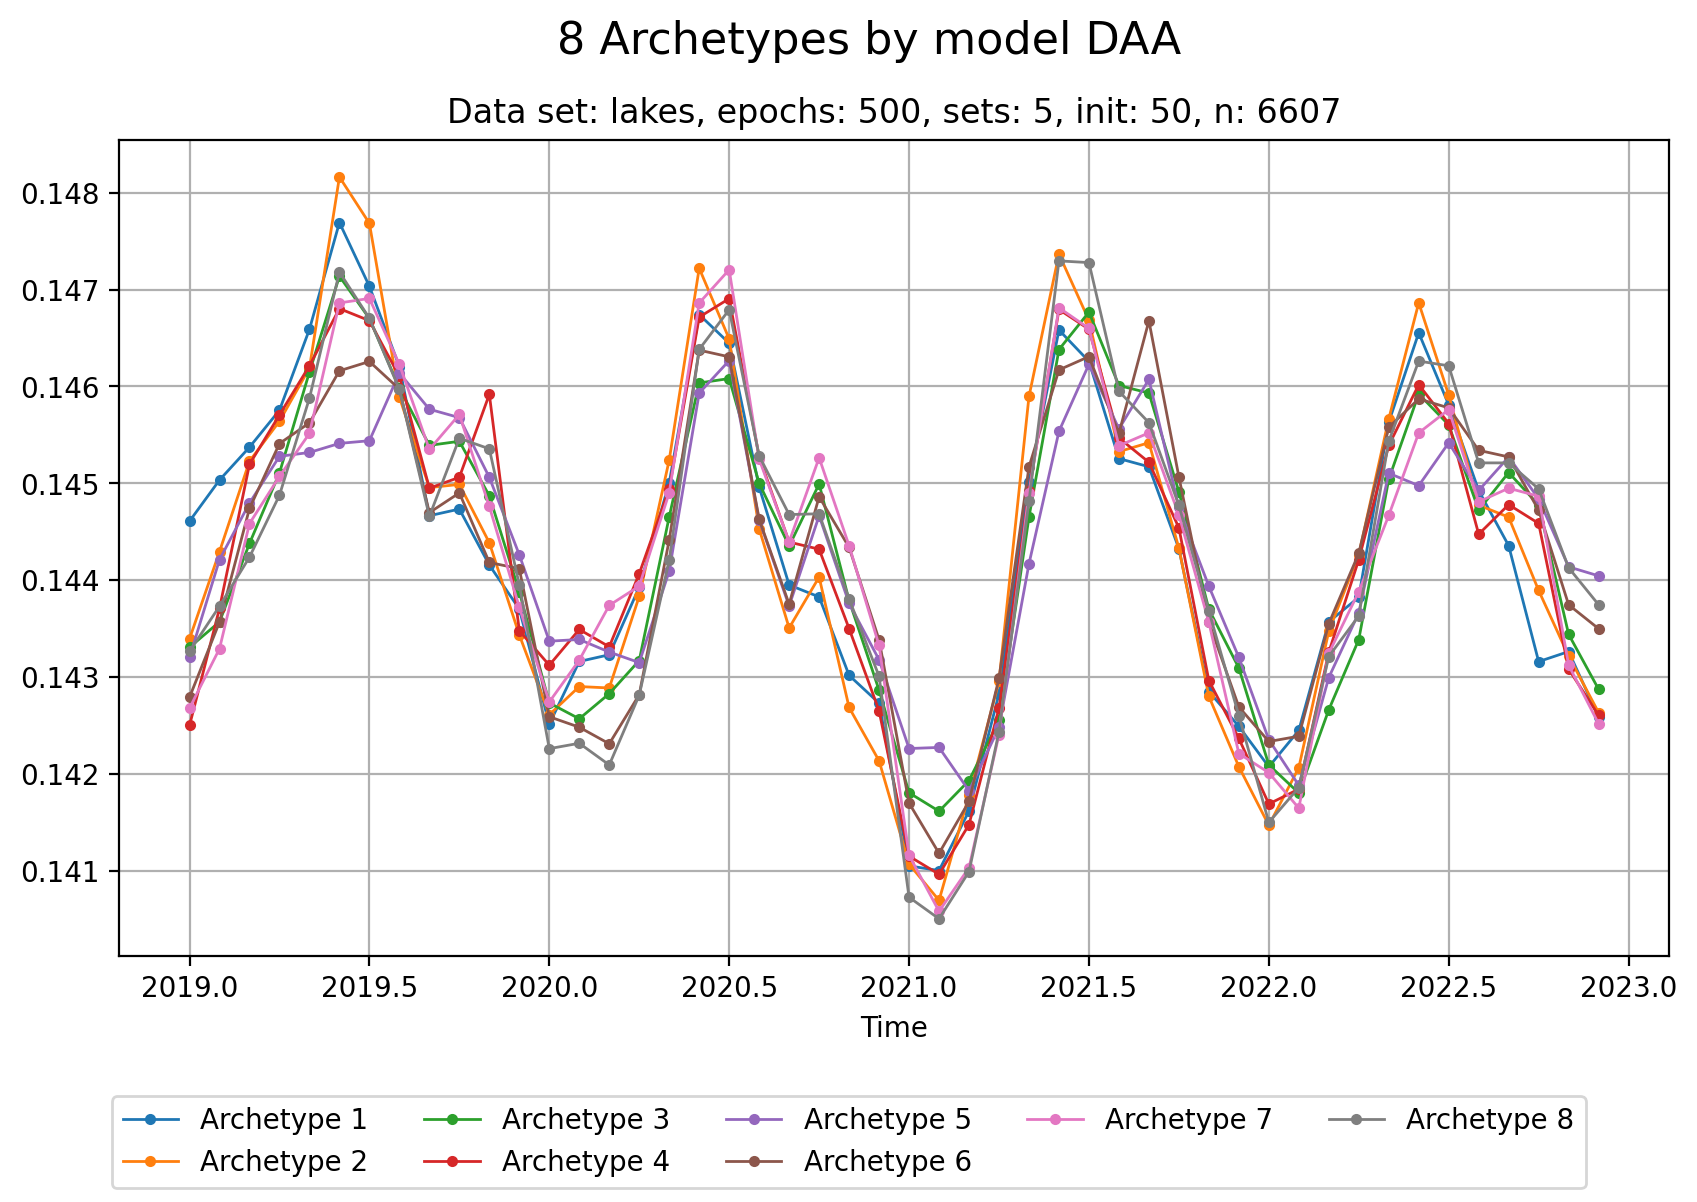 8 Archetypes by model DAA
Data set: lakes, epochs: 500, sets: 5, init: 50, n: 6607
0.148
0.147
0.146
0.145
0.144
0.143
0.142
0.141
2019.0 2019.5 2020.0 2020.5 2021.0 2021.5 2022.0 2022.5 2023.0
Time
Archetype 1 Archetype 3 Archetype 5 Archetype 7 Archetype 8
Archetype 2 Archetype 4 Archetype 6